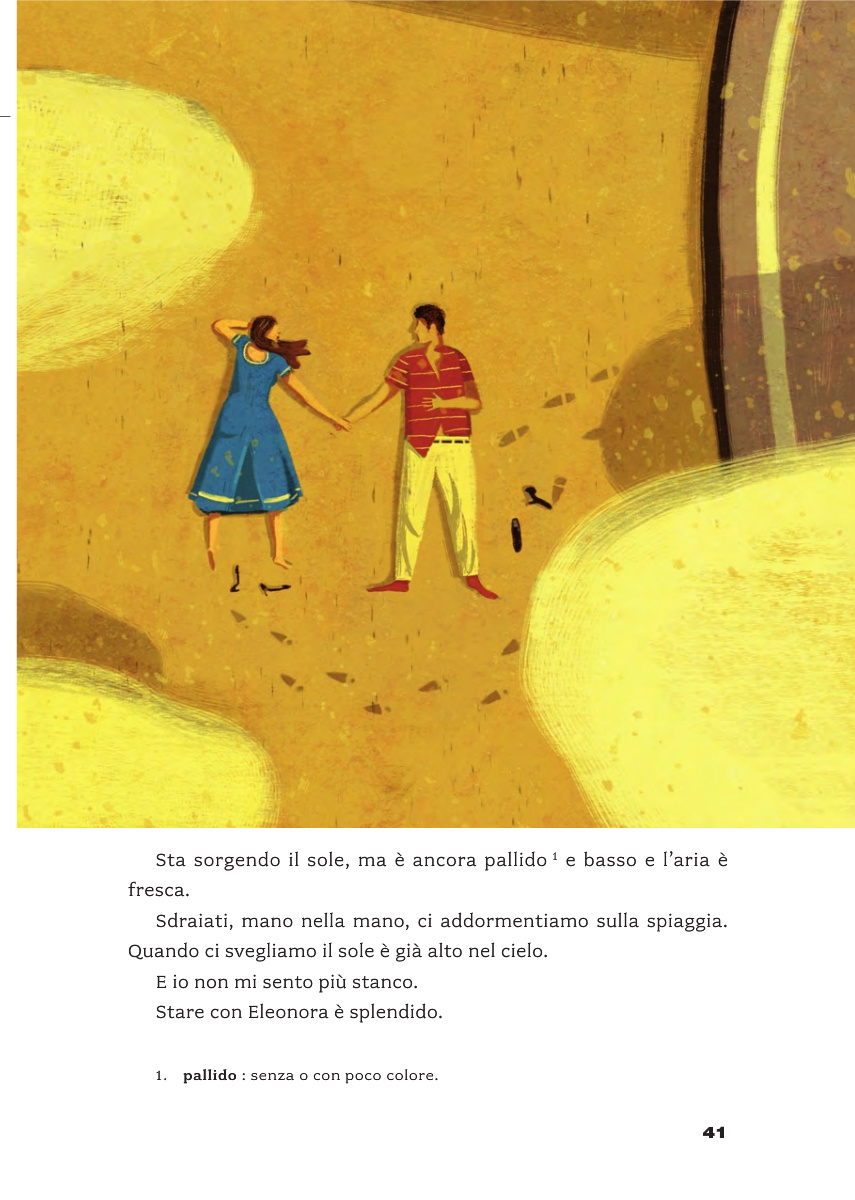 Sta sorgendo il sole, ma è ancora pallido ¹ e basso e l’aria è
fresca.
Sdraiati, mano nella mano, ci addormentiamo sulla spiaggia.
Quando ci svegliamo il sole è già alto nel cielo.
E io non mi sento più stanco.
Stare con Eleonora è splendido.
1. pallido : senza o con poco colore.
41